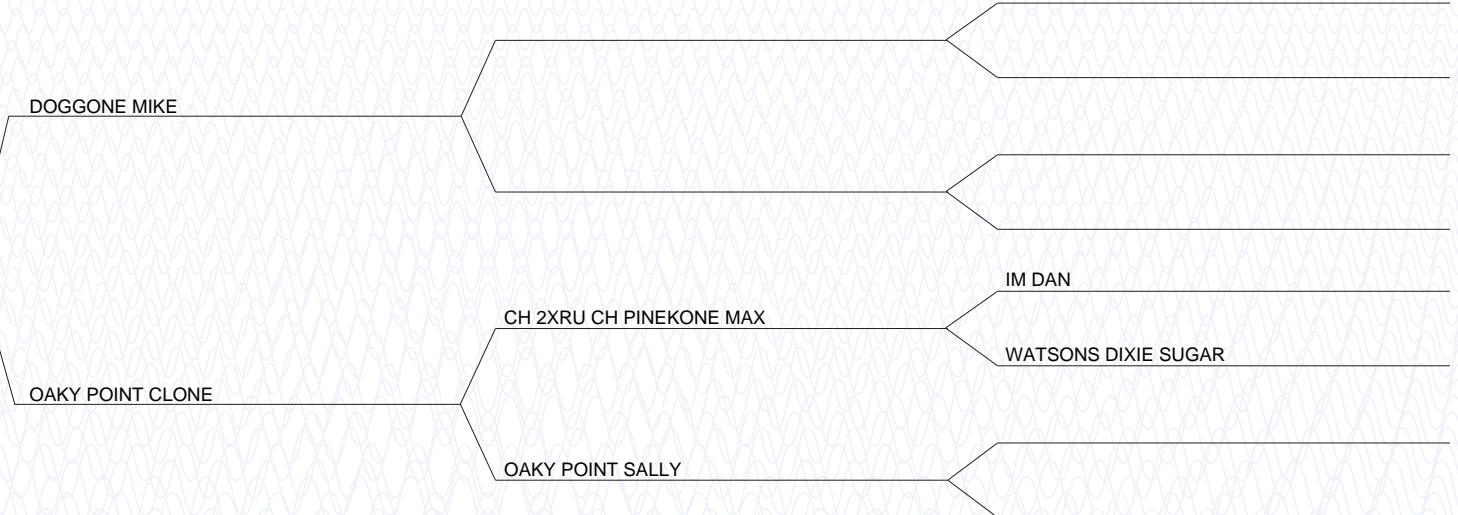 DOGGONE MIKE
IM DAN
CH 2XRU CH PINEKONE MAX
WATSONS DIXIE SUGAR
OAKY POINT CLONE
OAKY POINT SALLY